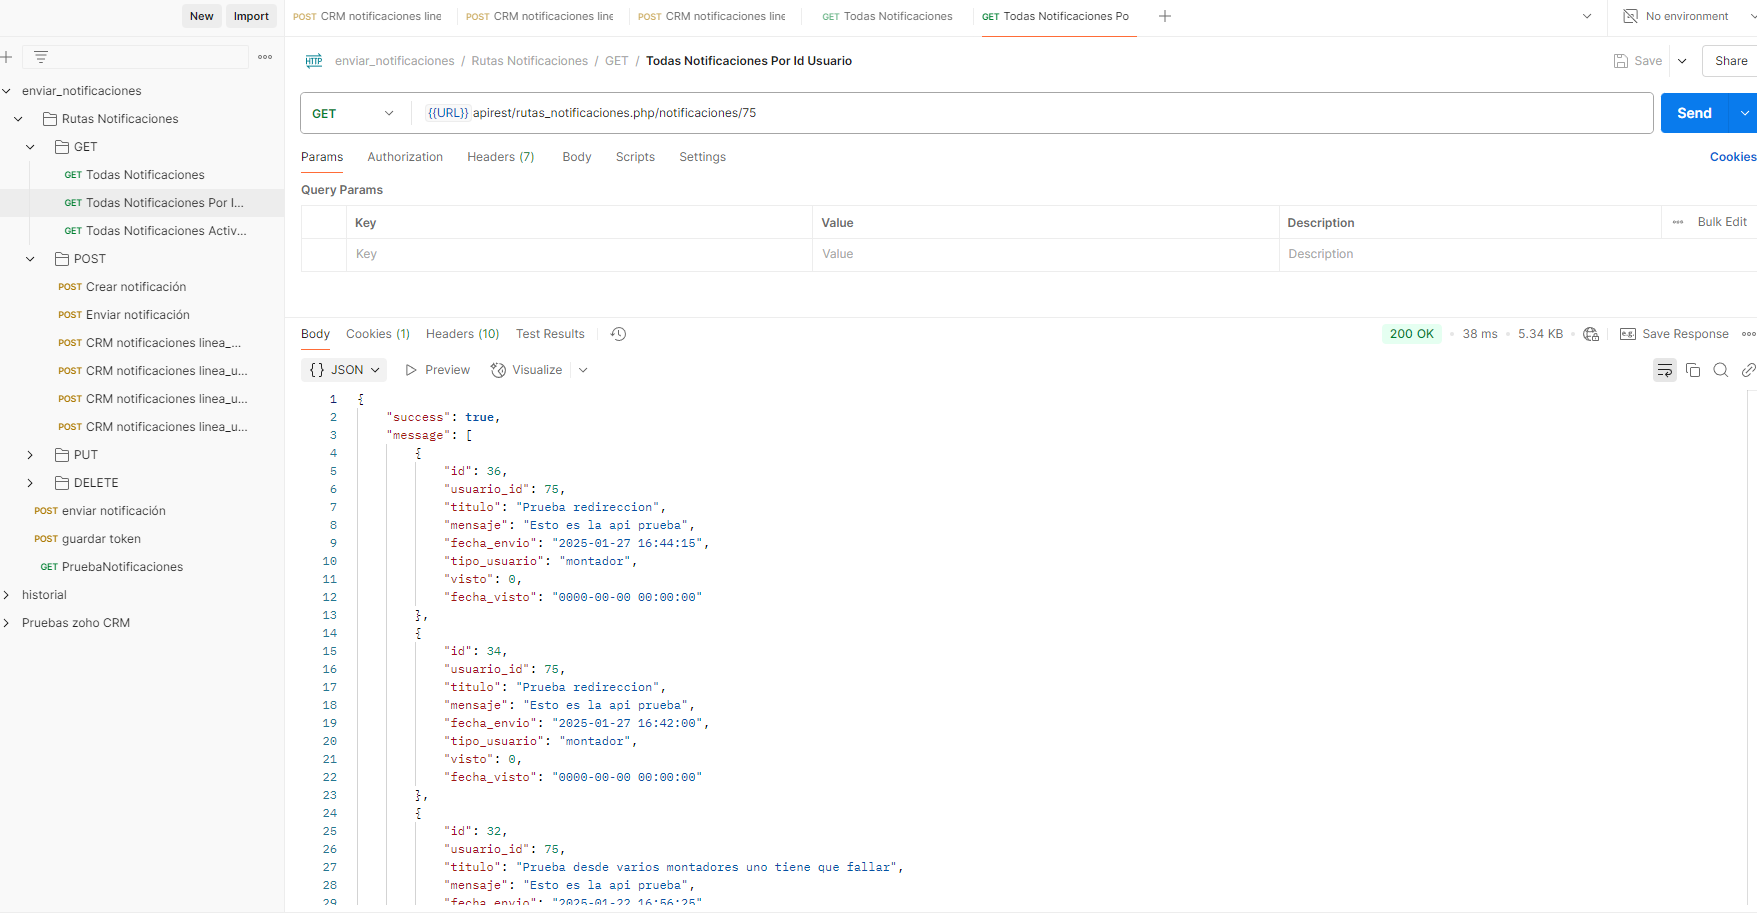 New Import
POST CRM notificaciones line
POST CRM notificaciones line
POST CRM notificaciones line
GET Todas Notificaciones
GET Todas Notificaciones Po
No environment
enviar_notificaciones / Rutas Notificaciones / GET / Todas Notificaciones Por Id Usuario
Save Share
enviar_notificaciones
Rutas Notificaciones
GET
GET Todas Notificaciones
GET Todas Notificaciones Por I...
GET Todas Notificaciones Activ...
POST
POST Crear notificación
POST Enviar notificación
POST CRM notificaciones linea_...
POST CRM notificaciones linea_u...
POST CRM notificaciones linea_u...
POST CRM notificaciones linea_u...
PUT
DELETE
POST enviar notificación
POST guardar token
GET PruebaNotificaciones
historial
Pruebas zoho CRM
HTTP
GET {{URL}} apirest/rutas_notificaciones.php/notificaciones/75 Send
Params Authorization Headers (7) Body Scripts Settings Cookies
Query Params
Key Value Description Bulk Edit
Key Value Description
Body Cookies (1) Headers (10) Test Results 200 OK • 38 ms • 5.34 KB • e.g. Save Response
{} JSON Preview Visualize
1 {
2 "success": true,
3 "message": [
4 {
5 "id": 36,
6 "usuario_id": 75,
7 "titulo": "Prueba redireccion",
8 "mensaje": "Esto es la api prueba",
9 "fecha_envio": "2025-01-27 16:44:15",
10 "tipo_usuario": "montador",
11 "visto": 0,
12 "fecha_visto": "0000-00-00 00:00:00"
13 },
14 {
15 "id": 34,
16 "usuario_id": 75,
17 "titulo": "Prueba redireccion",
18 "mensaje": "Esto es la api prueba",
19 "fecha_envio": "2025-01-27 16:42:00",
20 "tipo_usuario": "montador",
21 "visto": 0,
22 "fecha_visto": "0000-00-00 00:00:00"
23 },
24 {
25 "id": 32,
26 "usuario_id": 75,
27 "titulo": "Prueba desde varios montadores uno tiene que fallar",
28 "mensaje": "Esto es la api prueba",
29 "fecha_envio": "2025-01-22 16:56:25"